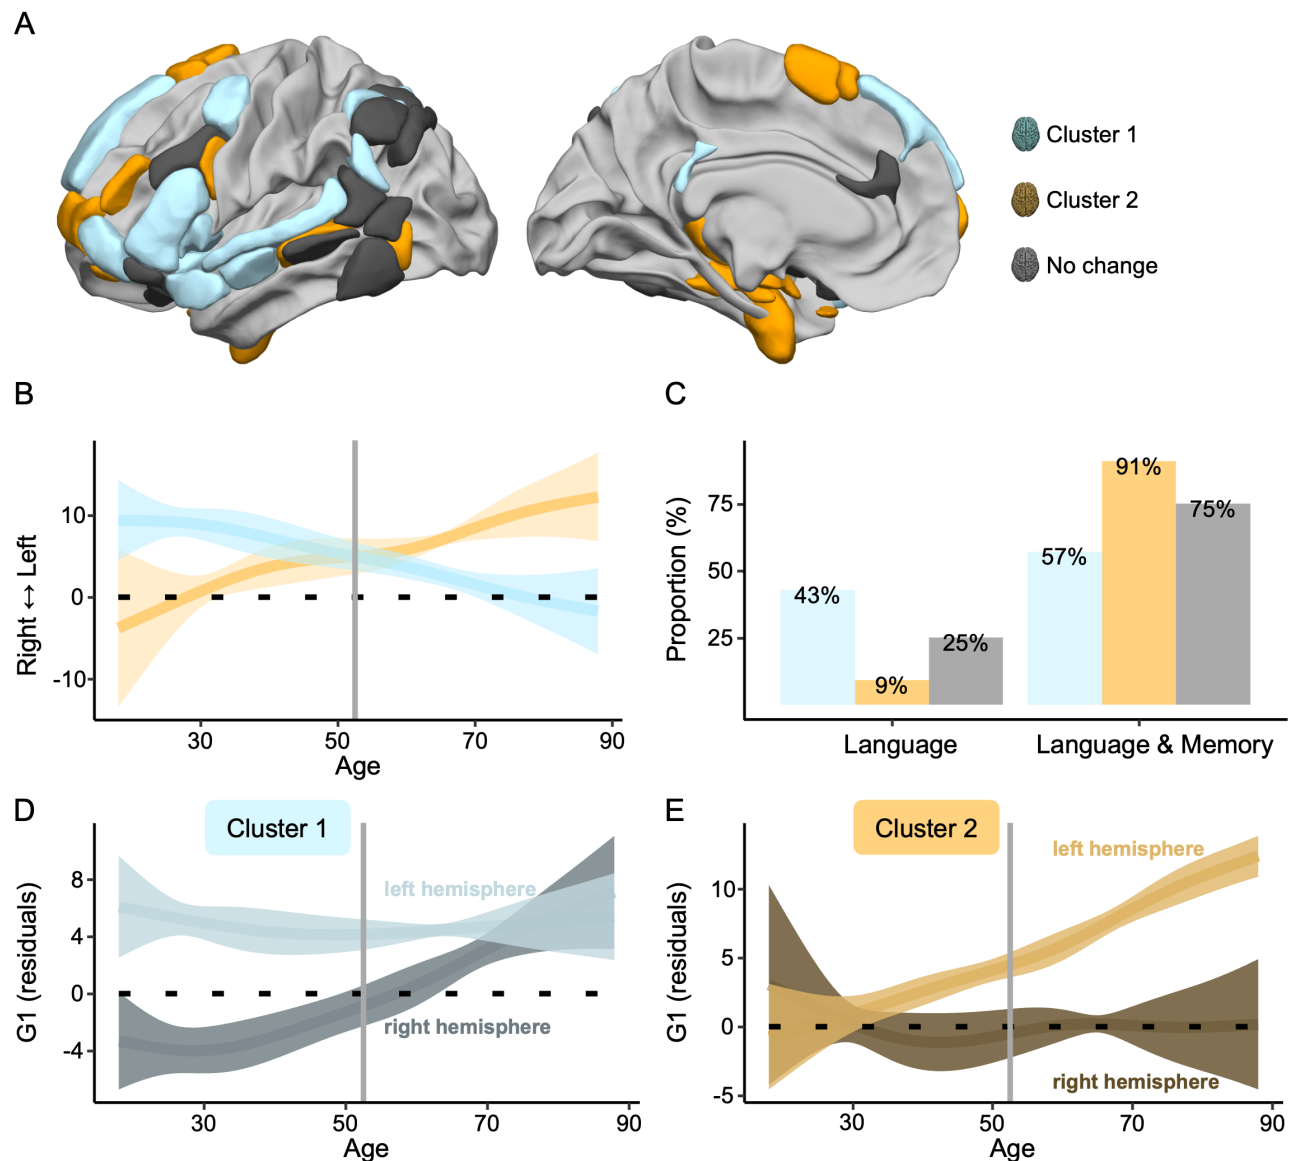 A
Cluster 1
Cluster 2
No change
B
Right ↔ Left
10
0
-10
30
50
70
90
Age
C
Proportion (%)
75
50
25
43%
9%
25%
57%
91%
75%
Language
Language & Memory
D
Cluster 1
G1 (residuals)
8
4
0
-4
left hemisphere
right hemisphere
30
50
70
90
Age
E
Cluster 2
G1 (residuals)
10
5
0
-5
left hemisphere
right hemisphere
30
50
70
90
Age